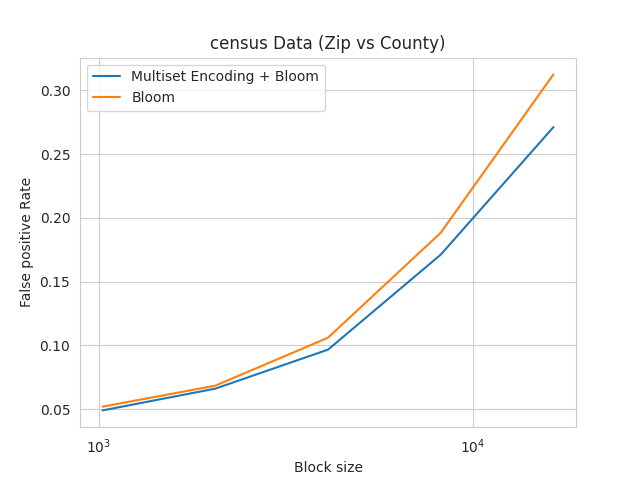 census Data (Zip vs County)
Multiset Encoding + Bloom
Bloom
False positive Rate
0.30
0.25
0.20
0.15
0.10
0.05
10³
10⁴
Block size